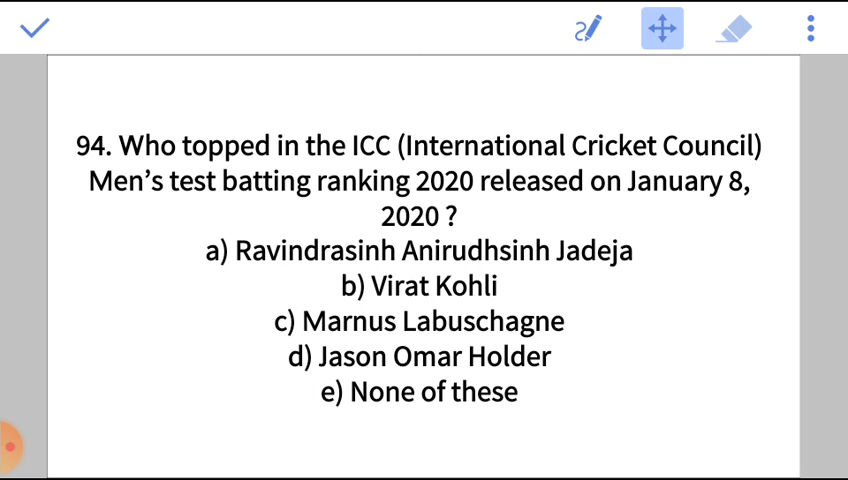 94. Who topped in the ICC (International Cricket Council)
Men’s test batting ranking 2020 released on January 8,
2020 ?
a) Ravindrasinh Anirudhsinh Jadeja
b) Virat Kohli
c) Marnus Labuschagne
d) Jason Omar Holder
e) None of these